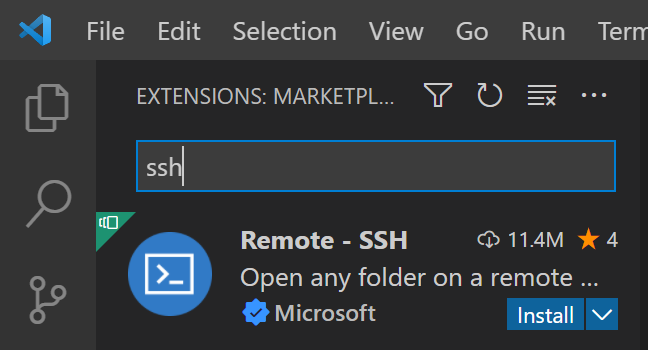 File Edit Selection View Go Run Term
EXTENSIONS: MARKETPL...
ssh
Remote - SSH 11.4M 4
Open any folder on a remote ...
Microsoft Install